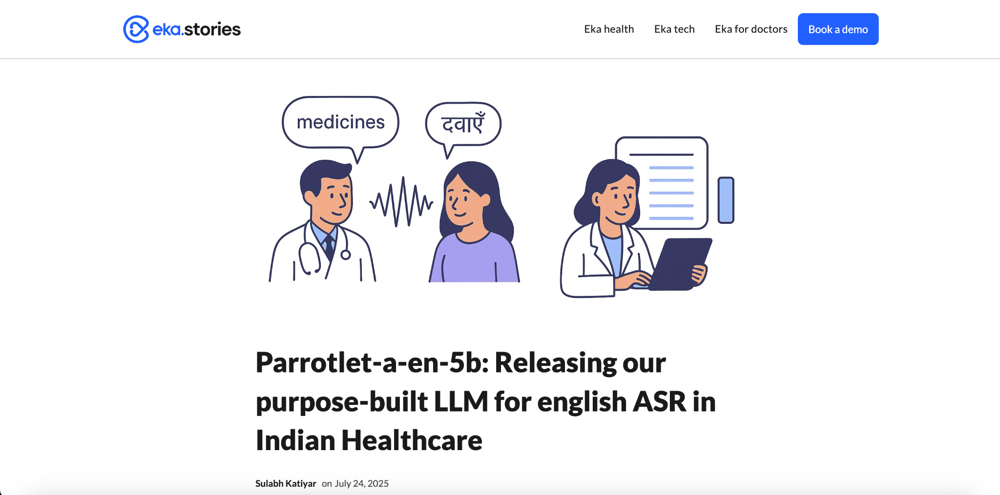 eka.stories
Eka health
Eka tech
Eka for doctors
Book a demo
medicines
दवाएँ
Parrotlet-a-en-5b: Releasing our
purpose-built LLM for english ASR in
Indian Healthcare
Sulabh Katiyar on July 24, 2025